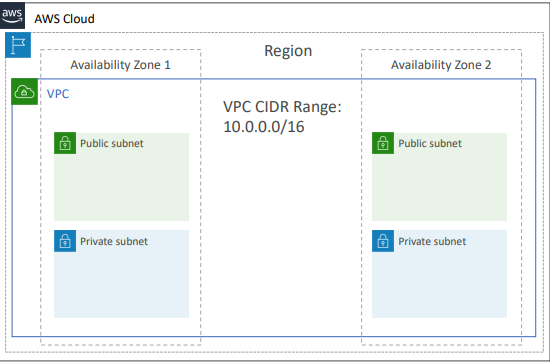 aws
AWS Cloud
Region
Availability Zone 1
Availability Zone 2
VPC
VPC CIDR Range:
10.0.0.0/16
Public subnet
Public subnet
Private subnet
Private subnet